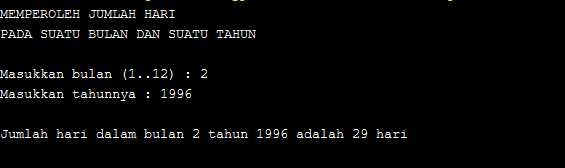 MEMPEROLEH JUMLAH HARI
PADA SUATU BULAN DAN SUATU TAHUN
Masukkan bulan (1..12) : 2
Masukkan tahunnya : 1996
Jumlah hari dalam bulan 2 tahun 1996 adalah 29 hari